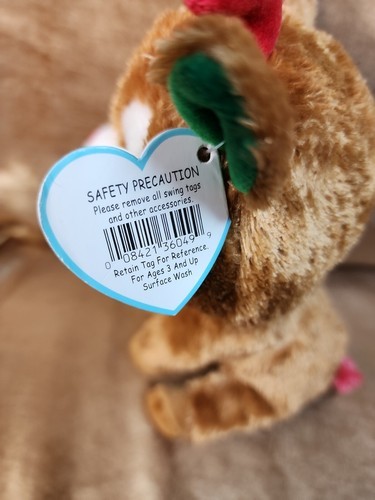 SAFETY PRECAUTION
Please remove all swing tags
and other accessories.
0 08421 36049 9
Retain Tag For Reference.
For Ages 3 And Up
Surface Wash